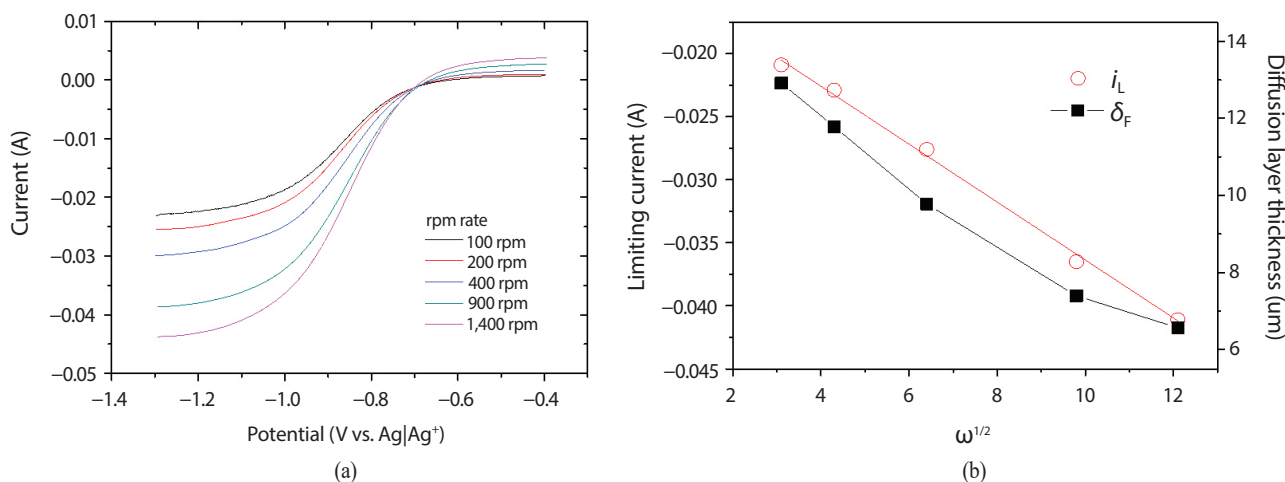 0.01
0.00
−0.01
−0.02
−0.03
−0.04
−0.05
Current (A)
rpm rate
100 rpm
200 rpm
400 rpm
900 rpm
1,400 rpm
−1.4
−1.2
−1.0
−0.8
−0.6
−0.4
Potential (V vs. Ag|Ag⁺)
(a)
−0.020
−0.025
−0.030
−0.035
−0.040
−0.045
Limiting current (A)
i_L
δ_F
14
12
10
8
6
Diffusion layer thickness (um)
2
4
6
8
10
12
ω^1/2
(b)